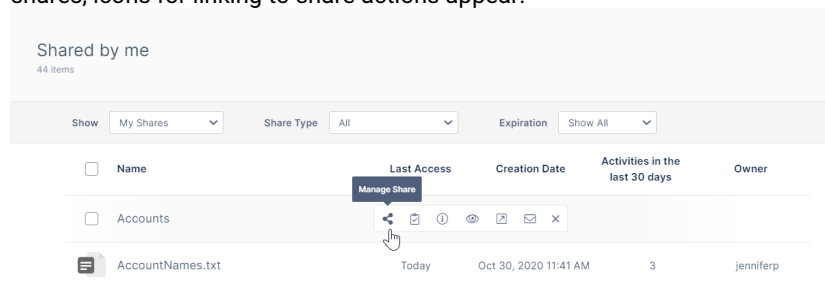 shares, icons for linking to share actions appear.
Shared by me
44 items
Show My Shares Share Type All Expiration Show All
Name Last Access Creation Date Activities in the last 30 days Owner
Manage Share
Accounts
AccountNames.txt Today Oct 30, 2020 11:41 AM 3 jenniferp